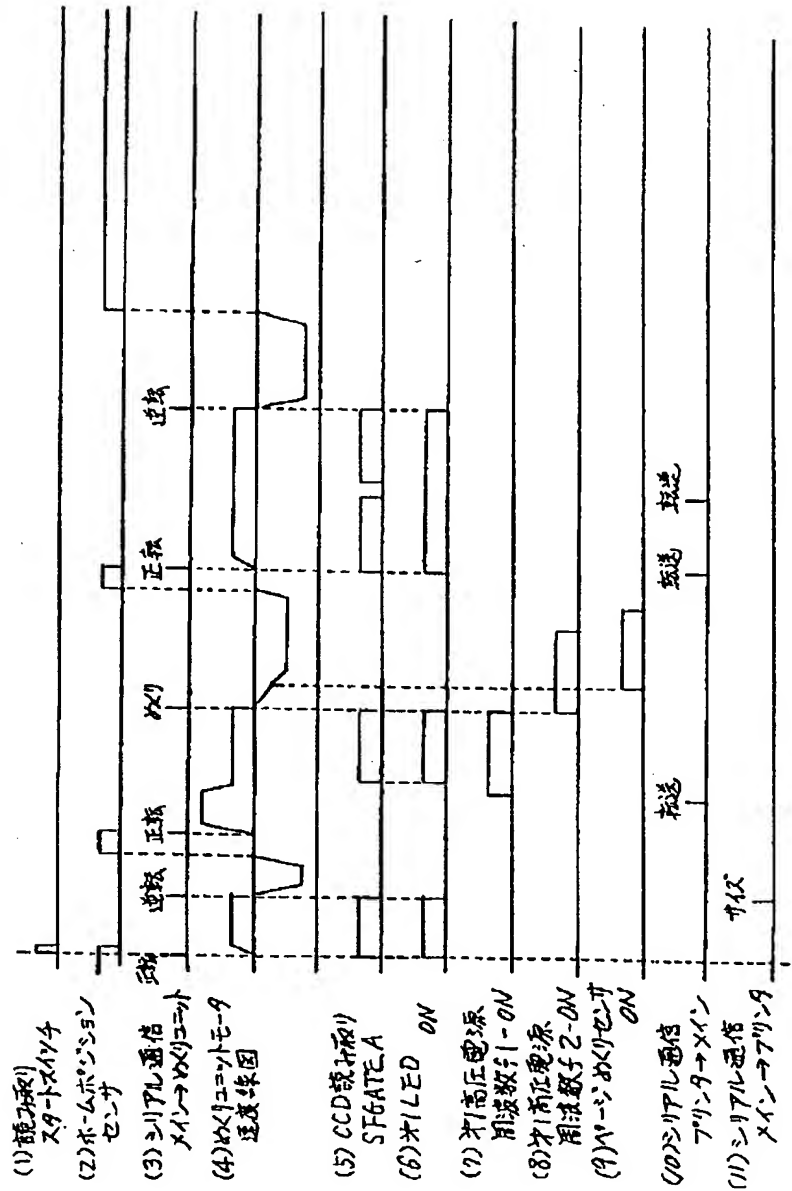 (1) 読み取り
スタートスイッチ
(2) ホームポジション
センサ
(3) シリアル通信
メイン→めくりユニット
正転
逆転
正転
めくり
正転
逆転
(4) めくりユニットモータ
速度線図
(5) CCD読み取り
STGATE A
(6) 第1LED ON
(7) 第1高圧電源
周波数f1-ON
(8) 第1高圧電源
周波数f2-ON
(9) ページめくりセンサ
ON
(10) シリアル通信
プリンタ→メイン
転送
転送
転送
(11) シリアル通信
メイン→プリンタ
サイズ